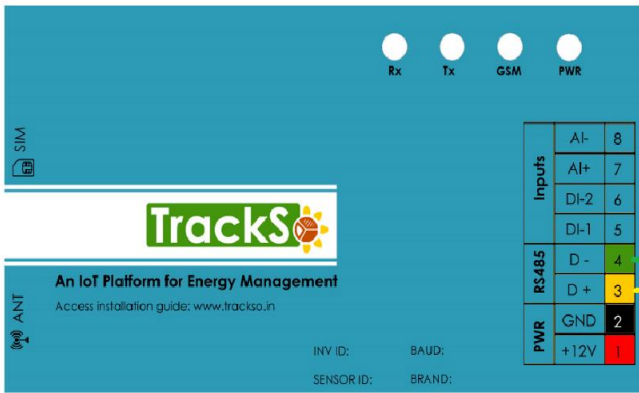 Rx Tx GSM PWR
SIM
Inputs
AI- 8
AI+ 7
DI-2 6
DI-1 5
RS485
D - 4
D + 3
PWR
GND 2
+12V 1
TrackSo
An IoT Platform for Energy Management
Access installation guide: www.trackso.in
ANT
INV ID: BAUD:
SENSOR ID: BRAND: